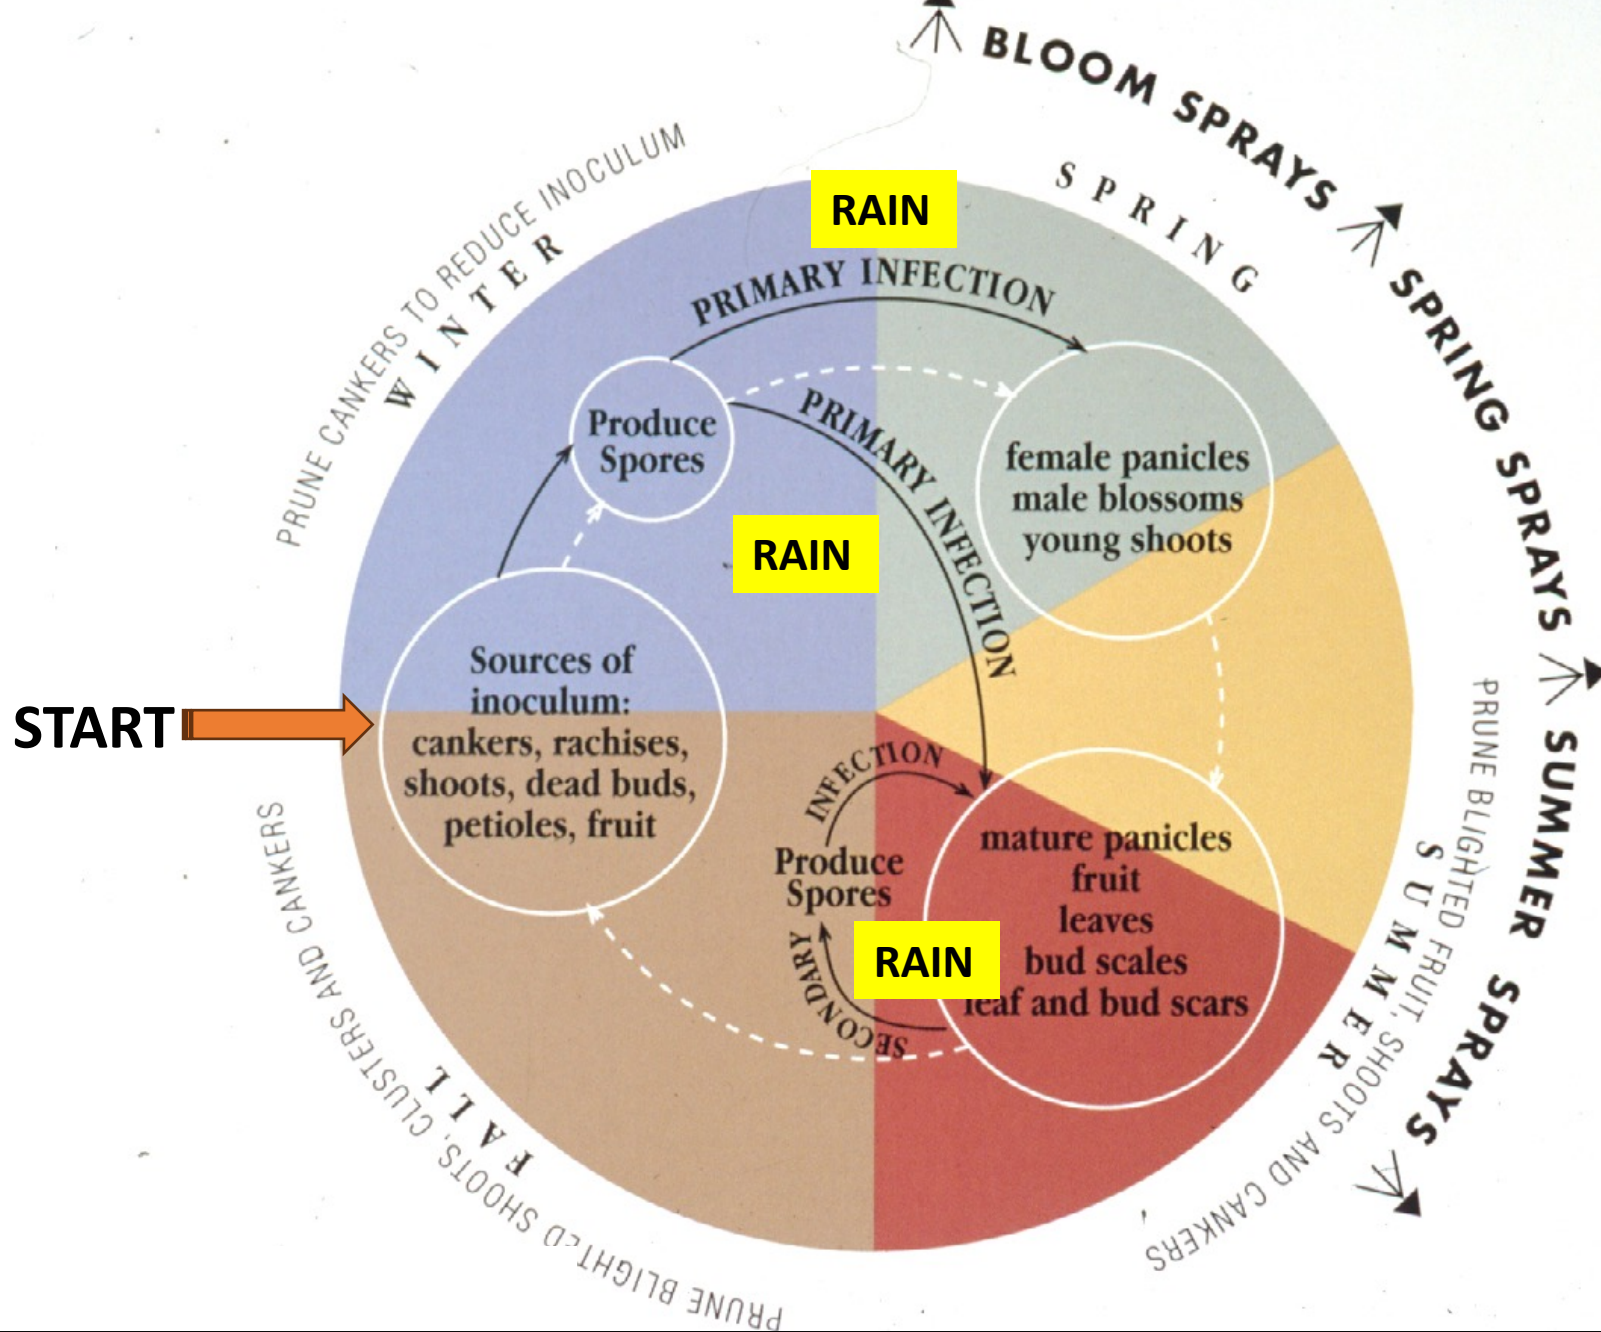 BLOOM SPRAYS
SPRING SPRAYS
SUMMER SPRAYS
PRUNE CANKERS TO REDUCE INOCULUM
WINTER
SPRING
RAIN
PRIMARY INFECTION
Produce
Spores
PRIMARY INFECTION
female panicles
male blossoms
young shoots
RAIN
START
Sources of
inoculum:
cankers, rachises,
shoots, dead buds,
petioles, fruit
INFECTION
Produce
Spores
SECONDARY
RAIN
mature panicles
fruit
leaves
bud scales
leaf and bud scars
SUMMER
PRUNE BLIGHTED FRUIT, SHOOTS AND CANKERS
FALL
PRUNE BLIGHTED SHOOTS, CLUSTERS AND CANKERS